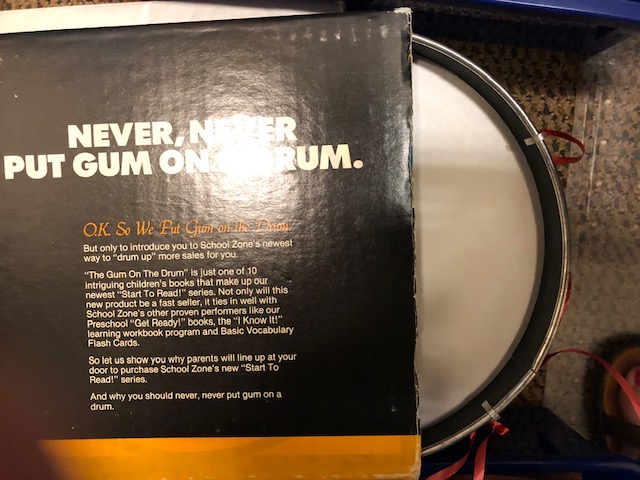 NEVER, NEVER
PUT GUM ON A DRUM.
O.K. So We Put Gum on the Drum.
But only to introduce you to School Zone's newest
way to "drum up" more sales for you.
"The Gum On The Drum" is just one of 10
intriguing children's books that make up our
newest "Start To Read!" series. Not only will this
new product be a fast seller, it ties in well with
School Zone's other proven performers like our
Preschool "Get Ready!" books, the "I Know It!"
learning workbook program and Basic Vocabulary
Flash Cards.
So let us show you why parents will line up at your
door to purchase School Zone's new "Start To
Read!" series.
And why you should never, never put gum on a
drum.